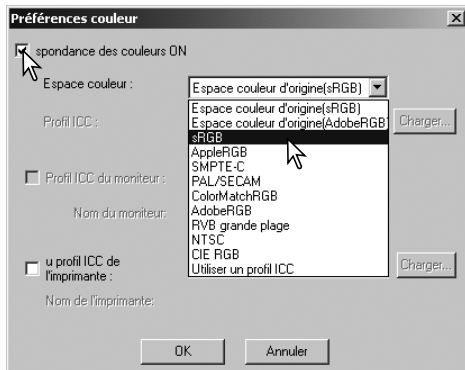 Préférences couleur
spondance des couleurs ON
Espace couleur :
Espace couleur d'origine(sRGB)
Espace couleur d'origine(sRGB)
Espace couleur d'origine(AdobeRGB
Profil ICC :
Charger...
sRGB
AppleRGB
SMPTE-C
Profil ICC du moniteur :
PAL/SECAM
ColorMatchRGB
Nom du moniteur:
AdobeRGB
RVB grande plage
NTSC
CIE RGB
u profil ICC de
l'imprimante :
Utiliser un profil ICC
Charger...
Nom de l'imprimante:
OK
Annuler